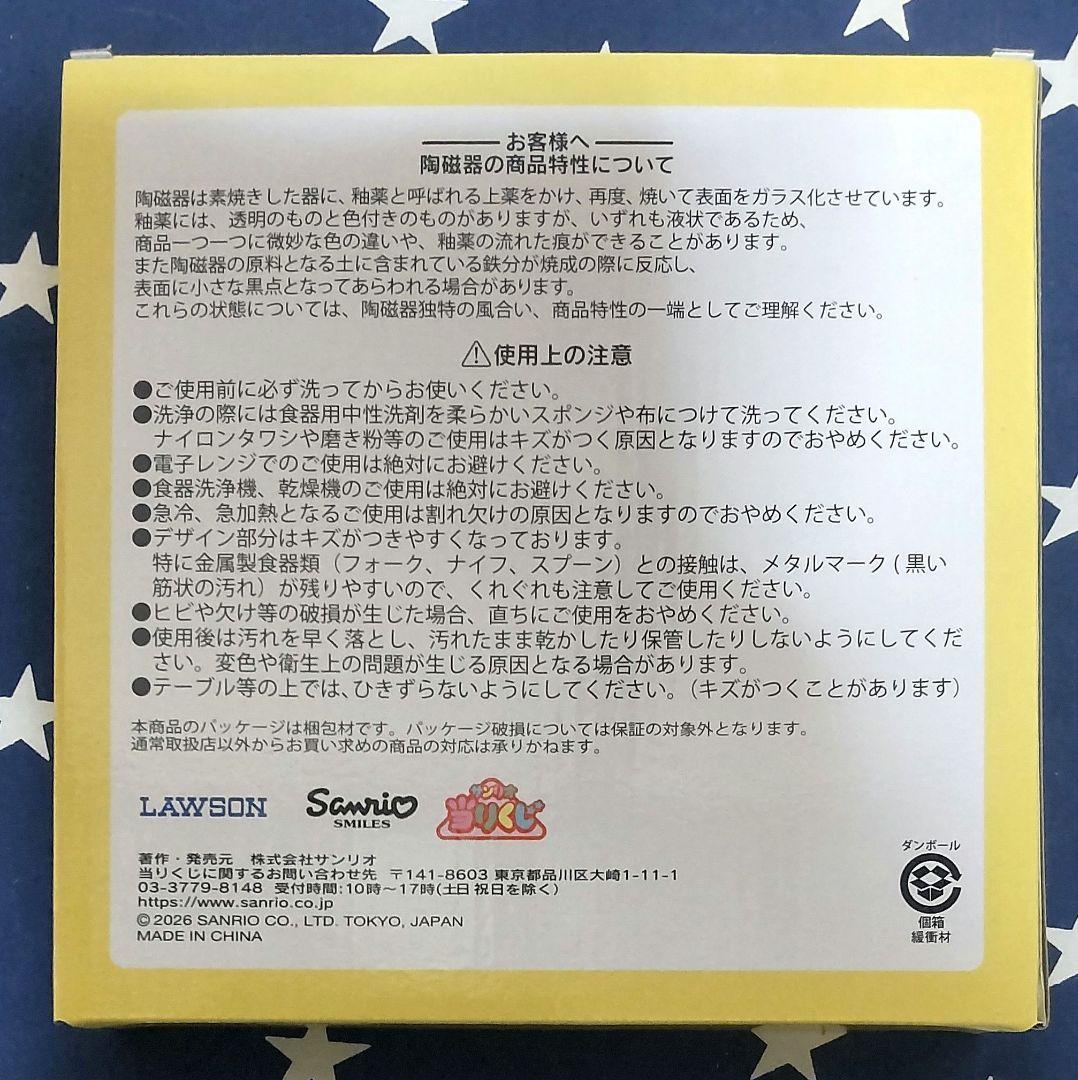 お客様へ
陶磁器の商品特性について
陶磁器は素焼きした器に、釉薬と呼ばれる上薬をかけ、再度、焼いて表面をガラス化させています。
釉薬には、透明のものと色付きのものがありますが、いずれも液状であるため、
商品一つ一つに微妙な色の違いや、釉薬の流れた痕ができることがあります。
また陶磁器の原料となる土に含まれている鉄分が焼成の際に反応し、
表面に小さな黒点となってあらわれる場合があります。
これらの状態については、陶磁器独特の風合い、商品特性の一端としてご理解ください。
⚠使用上の注意
●ご使用前に必ず洗ってからお使いください。
●洗浄の際には食器用中性洗剤を柔らかいスポンジや布につけて洗ってください。
ナイロンタワシや磨き粉等のご使用はキズがつく原因となりますのでおやめください。
●電子レンジでのご使用は絶対にお避けください。
●食器洗浄機、乾燥機のご使用は絶対にお避けください。
●急冷、急加熱となるご使用は割れ欠けの原因となりますのでおやめください。
●デザイン部分はキズがつきやすくなっております。
特に金属製食器類（フォーク、ナイフ、スプーン）との接触は、メタルマーク(黒い
筋状の汚れ）が残りやすいので、くれぐれも注意してご使用ください。
●ヒビや欠け等の破損が生じた場合、直ちにご使用をおやめください。
●使用後は汚れを早く落とし、汚れたまま乾かしたり保管したりしないようにしてくだ
さい。変色や衛生上の問題が生じる原因となる場合があります。
●テーブル等の上では、ひきずらないようにしてください。（キズがつくことがあります）
本商品のパッケージは梱包材です。パッケージ破損については保証の対象外となります。
通常取扱店以外からお買い求めの商品の対応は承りかねます。
LAWSON
Sanrio
SMILES
サンリオ
当りくじ
著作・発売元 株式会社サンリオ
当りくじに関するお問い合わせ先 〒141-8603 東京都品川区大崎1-11-1
03-3779-8148 受付時間:10時～17時(土日祝日を除く)
https://www.sanrio.co.jp
©2026 SANRIO CO., LTD. TOKYO, JAPAN
MADE IN CHINA
ダンボール
個箱
緩衝材